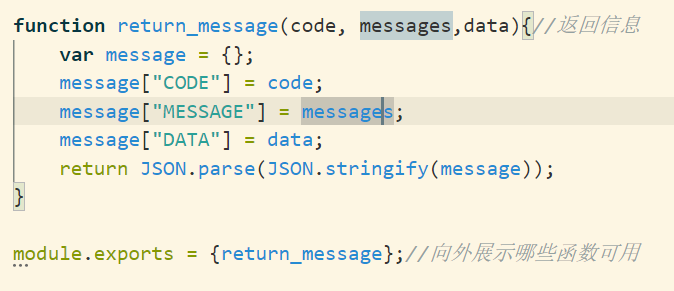 function return_message(code, messages,data){//返回信息
    var message = {};
    message["CODE"] = code;
    message["MESSAGE"] = messages;
    message["DATA"] = data;
    return JSON.parse(JSON.stringify(message));
}
module.exports = {return_message};//向外展示哪些函数可用